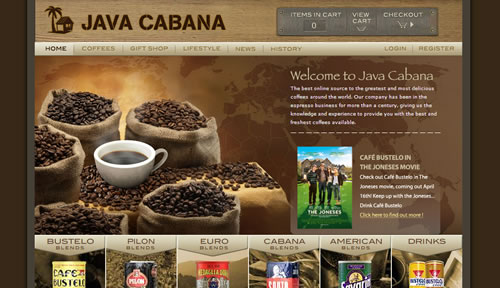 JAVA CABANA
ITEMS IN CART
0
VIEW CART
CHECKOUT
HOME
COFFEES
GIFT SHOP
LIFESTYLE
NEWS
HISTORY
LOGIN
REGISTER
Welcome to Java Cabana
The best online source to the greatest and most delicious
coffees around the world. Our company has been in the
espresso business for more than a century, giving us the
knowledge and experience to provide you with the best and
freshest coffees available.
CAFÉ BUSTELO IN
THE JONESES MOVIE
Check out Café Bustelo in The
Joneses movie, coming out April
16th! Keep up with the Joneses...
Drink Café Bustelo
Click here to find out more!
THE JONESES
BUSTELO
BLENDS
PILON
BLENDS
EURO
BLENDS
CABANA
BLENDS
AMERICAN
BLENDS
DRINKS
CAFÉ
BUSTELO
PILON
MEDAGLIA D'ORO
BUSTELO
BUSTELO